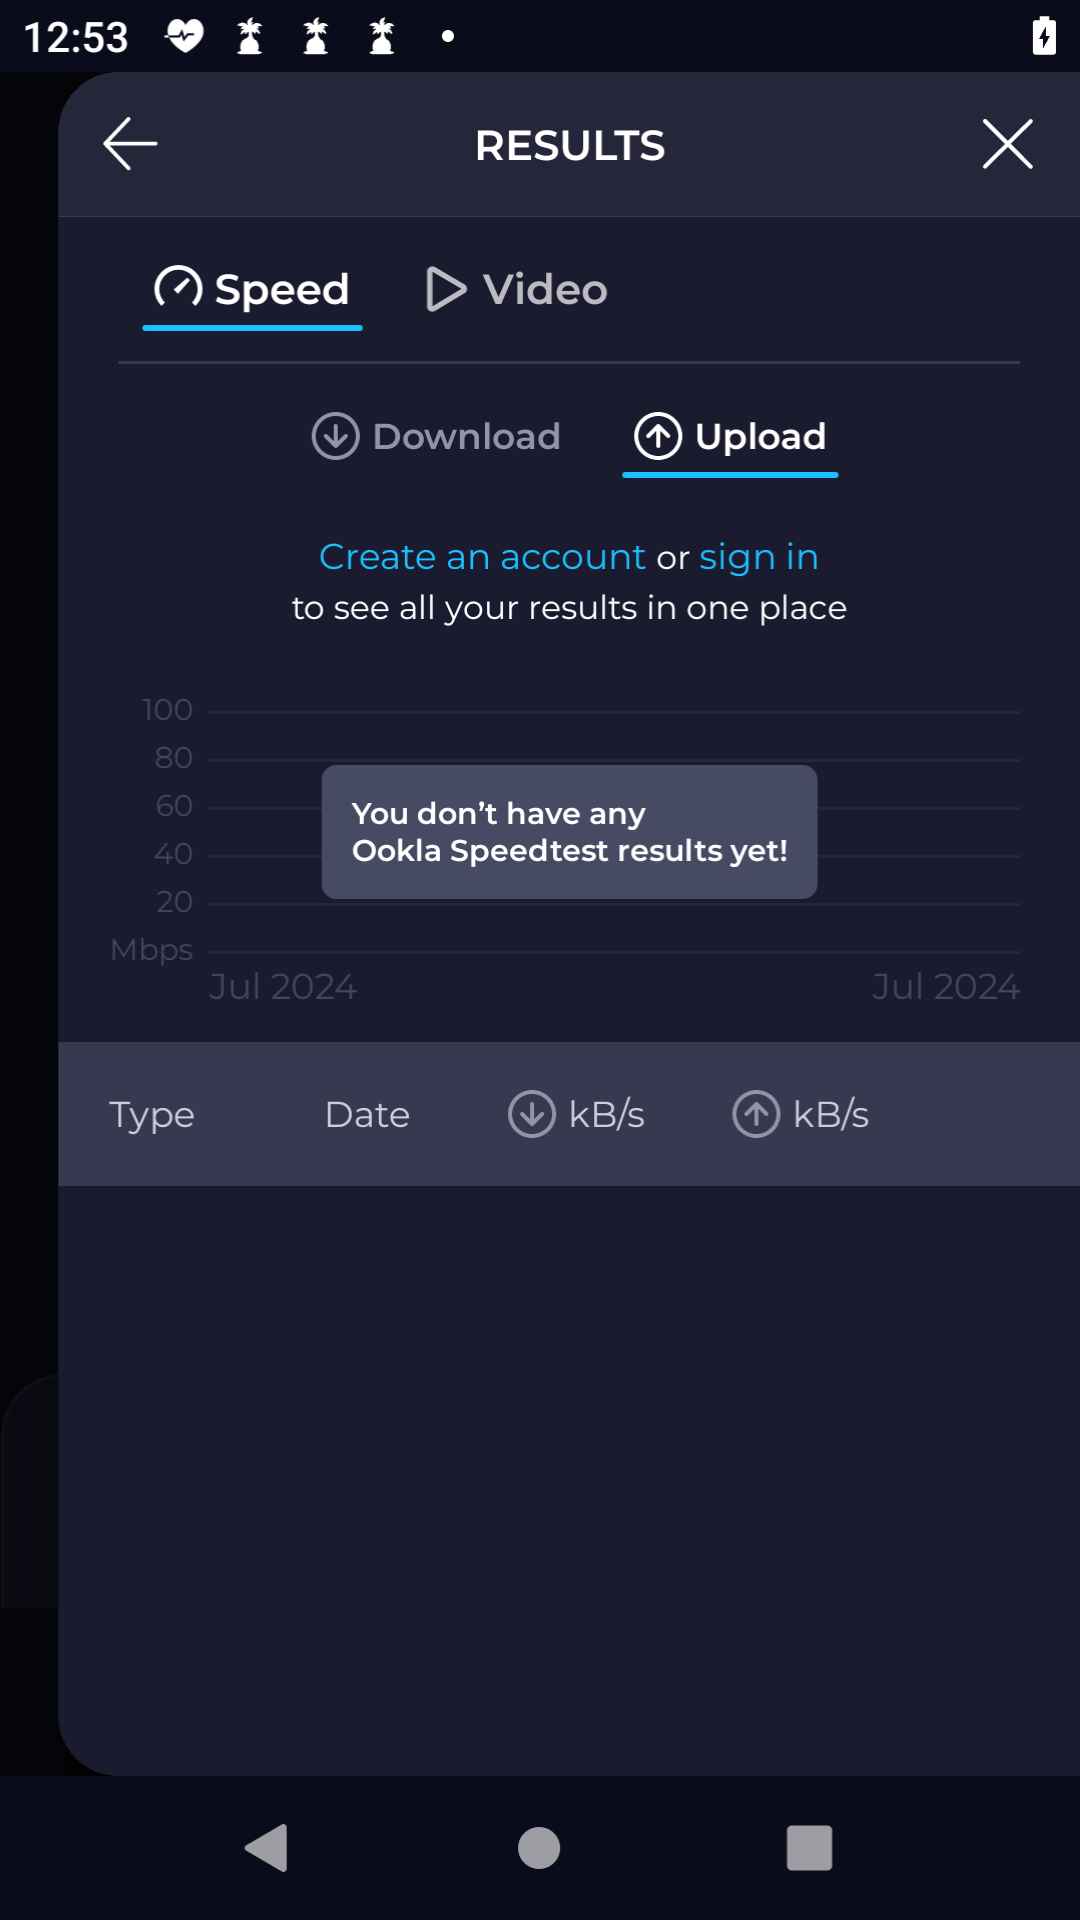 12:53
RESULTS
Speed
Video
Download
Upload
Create an account or sign in
to see all your results in one place
100
80
60
40
20
Mbps
You don’t have any
Ookla Speedtest results yet!
Jul 2024
Jul 2024
Type
Date
kB/s
kB/s